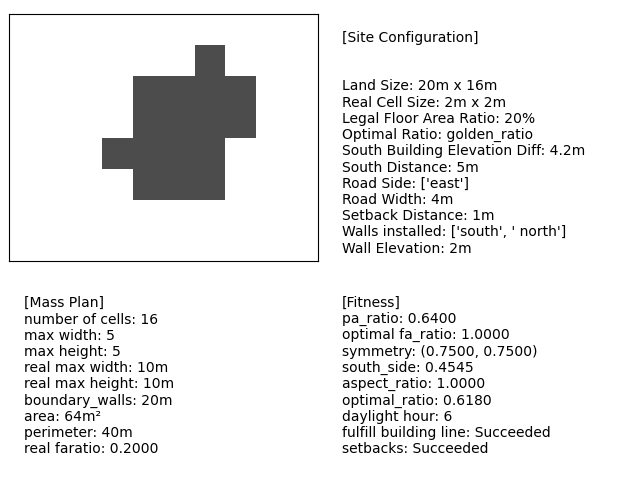 [Site Configuration]
Land Size: 20m x 16m
Real Cell Size: 2m x 2m
Legal Floor Area Ratio: 20%
Optimal Ratio: golden_ratio
South Building Elevation Diff: 4.2m
South Distance: 5m
Road Side: ['east']
Road Width: 4m
Setback Distance: 1m
Walls installed: ['south', ' north']
Wall Elevation: 2m
[Mass Plan]
number of cells: 16
max width: 5
max height: 5
real max width: 10m
real max height: 10m
boundary_walls: 20m
area: 64m²
perimeter: 40m
real faratio: 0.2000
[Fitness]
pa_ratio: 0.6400
optimal fa_ratio: 1.0000
symmetry: (0.7500, 0.7500)
south_side: 0.4545
aspect_ratio: 1.0000
optimal_ratio: 0.6180
daylight hour: 6
fulfill building line: Succeeded
setbacks: Succeeded